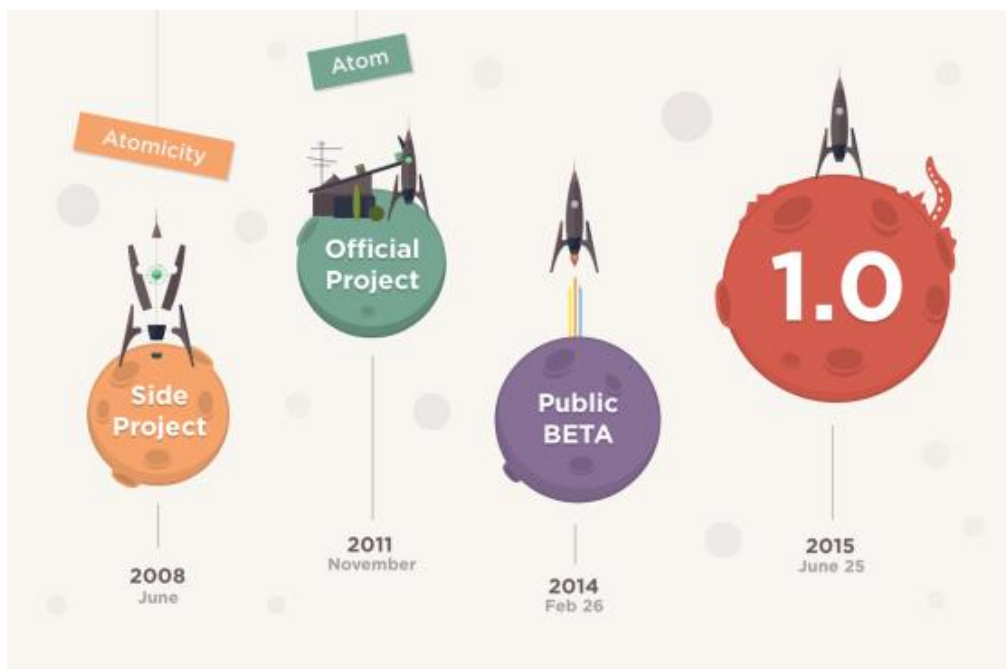 Atomicity
Side
Project
2008
June
Atom
Official
Project
2011
November
Public
BETA
2014
Feb 26
1.0
2015
June 25